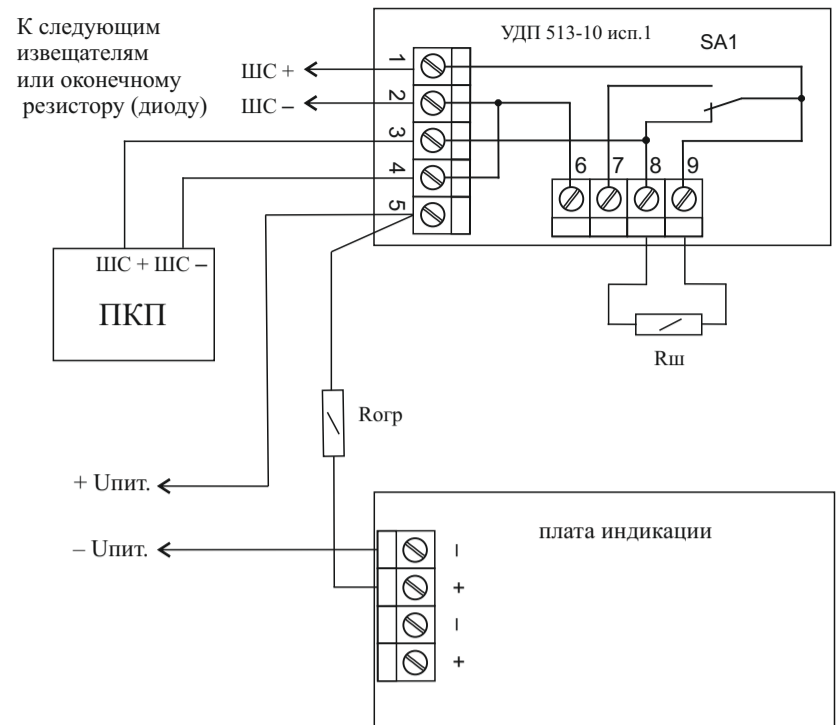 К следующим
извещателям
или оконечному
резистору (диоду)
ШС +
ШС –
УДП 513-10 исп.1
SA1
1
2
3
4
5
6 7 8 9
ШС + ШС –
ПКП
Rш
Rогр
+ Uпит.
– Uпит.
плата индикации
–
+
–
+